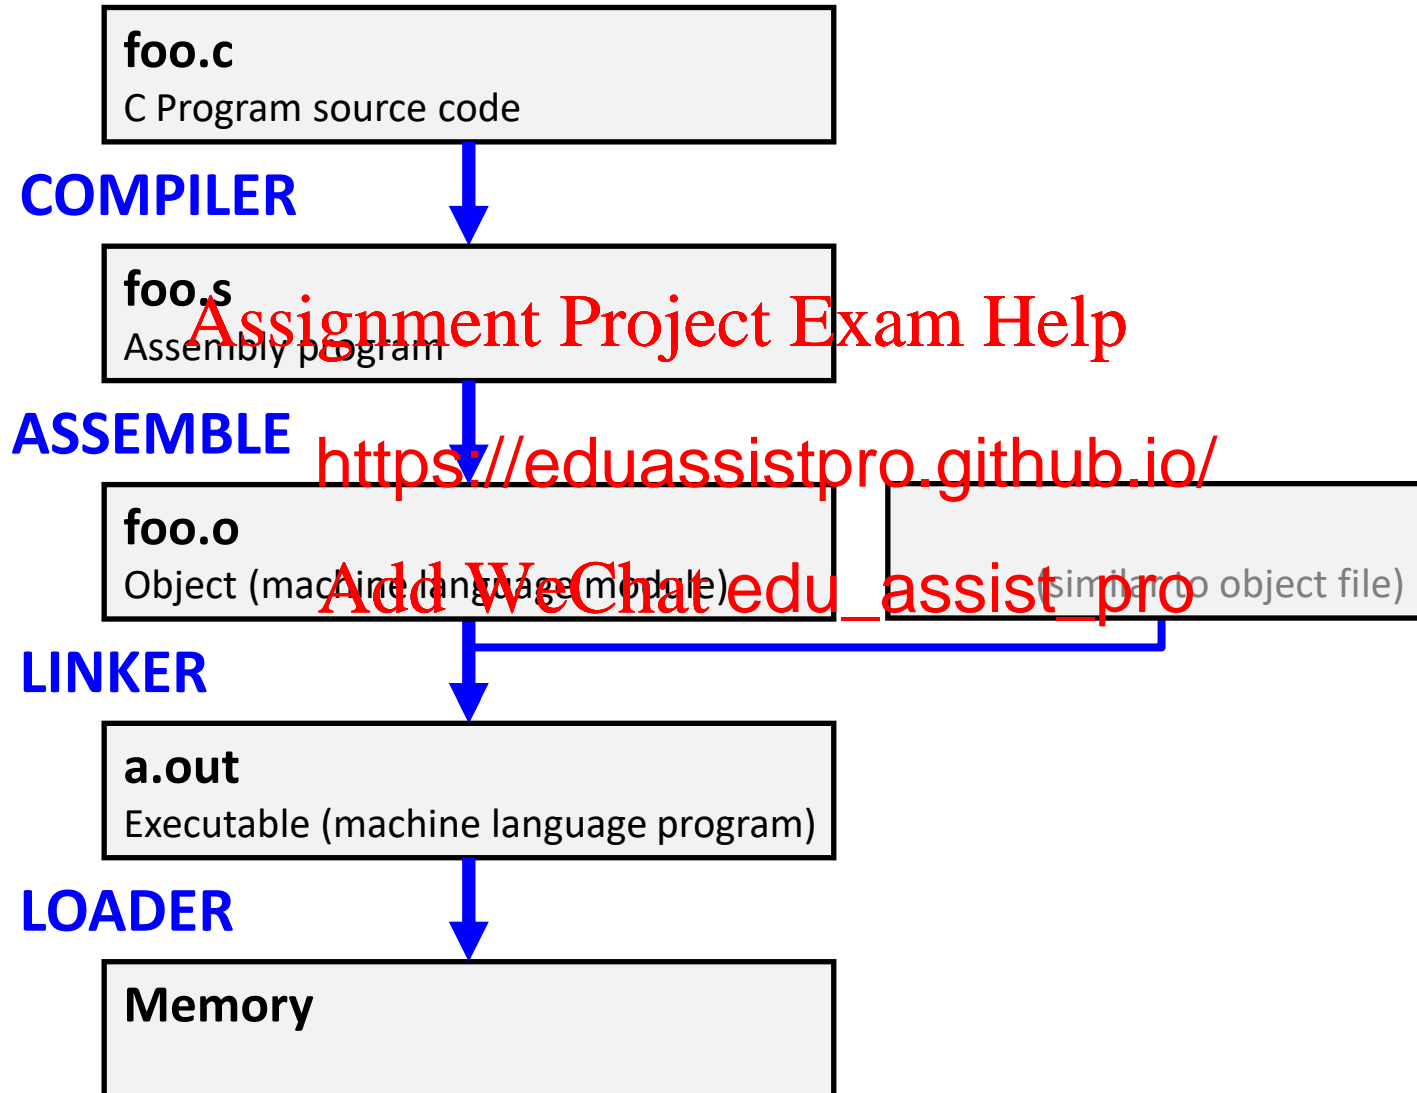 foo.c
C Program source code
COMPILER
foo.s
Assembly program
Assignment Project Exam Help
ASSEMBLE
https://eduassistpro.github.io/
foo.o
Object (machine language module)
(similar to object file)
Add WeChat edu_assist_pro
LINKER
a.out
Executable (machine language program)
LOADER
Memory